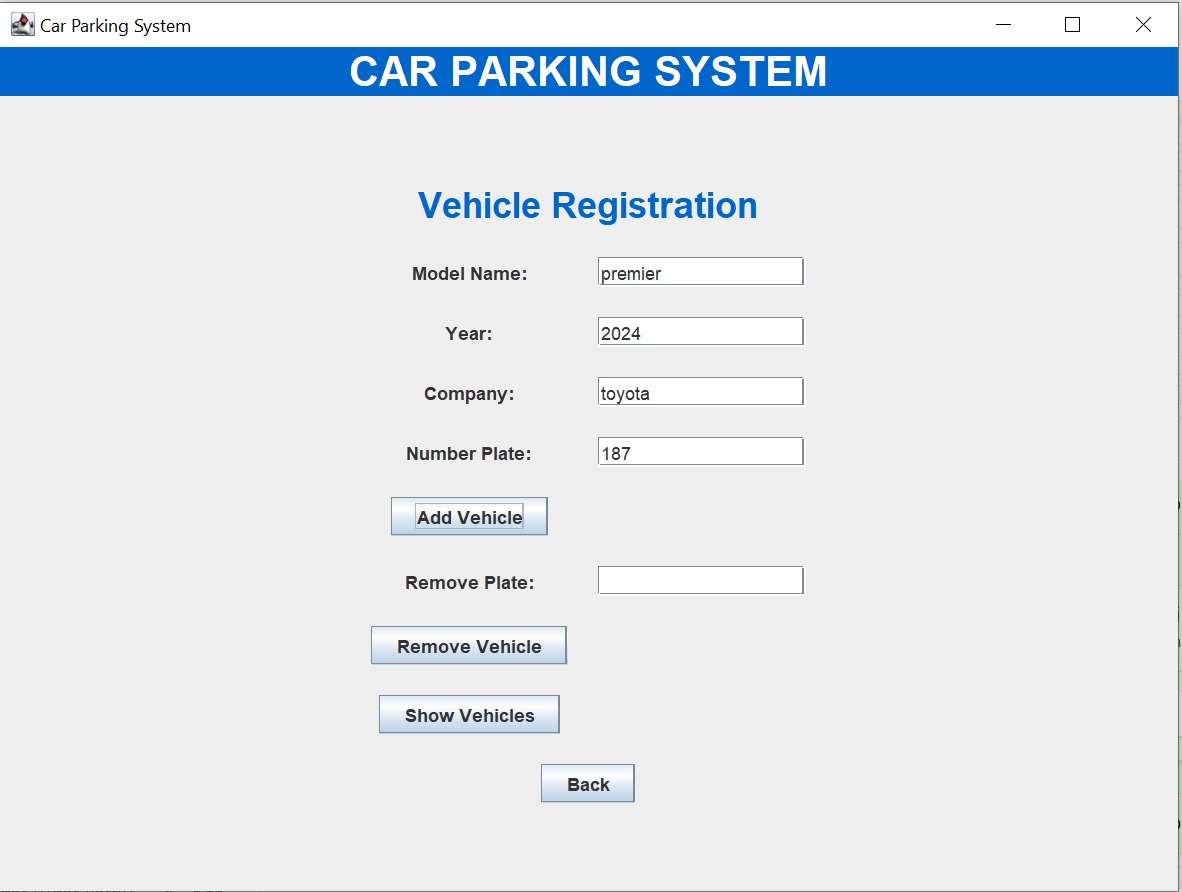 Car Parking System
CAR PARKING SYSTEM
Vehicle Registration
Model Name: premier
Year: 2024
Company: toyota
Number Plate: 187
Add Vehicle
Remove Plate:
Remove Vehicle
Show Vehicles
Back